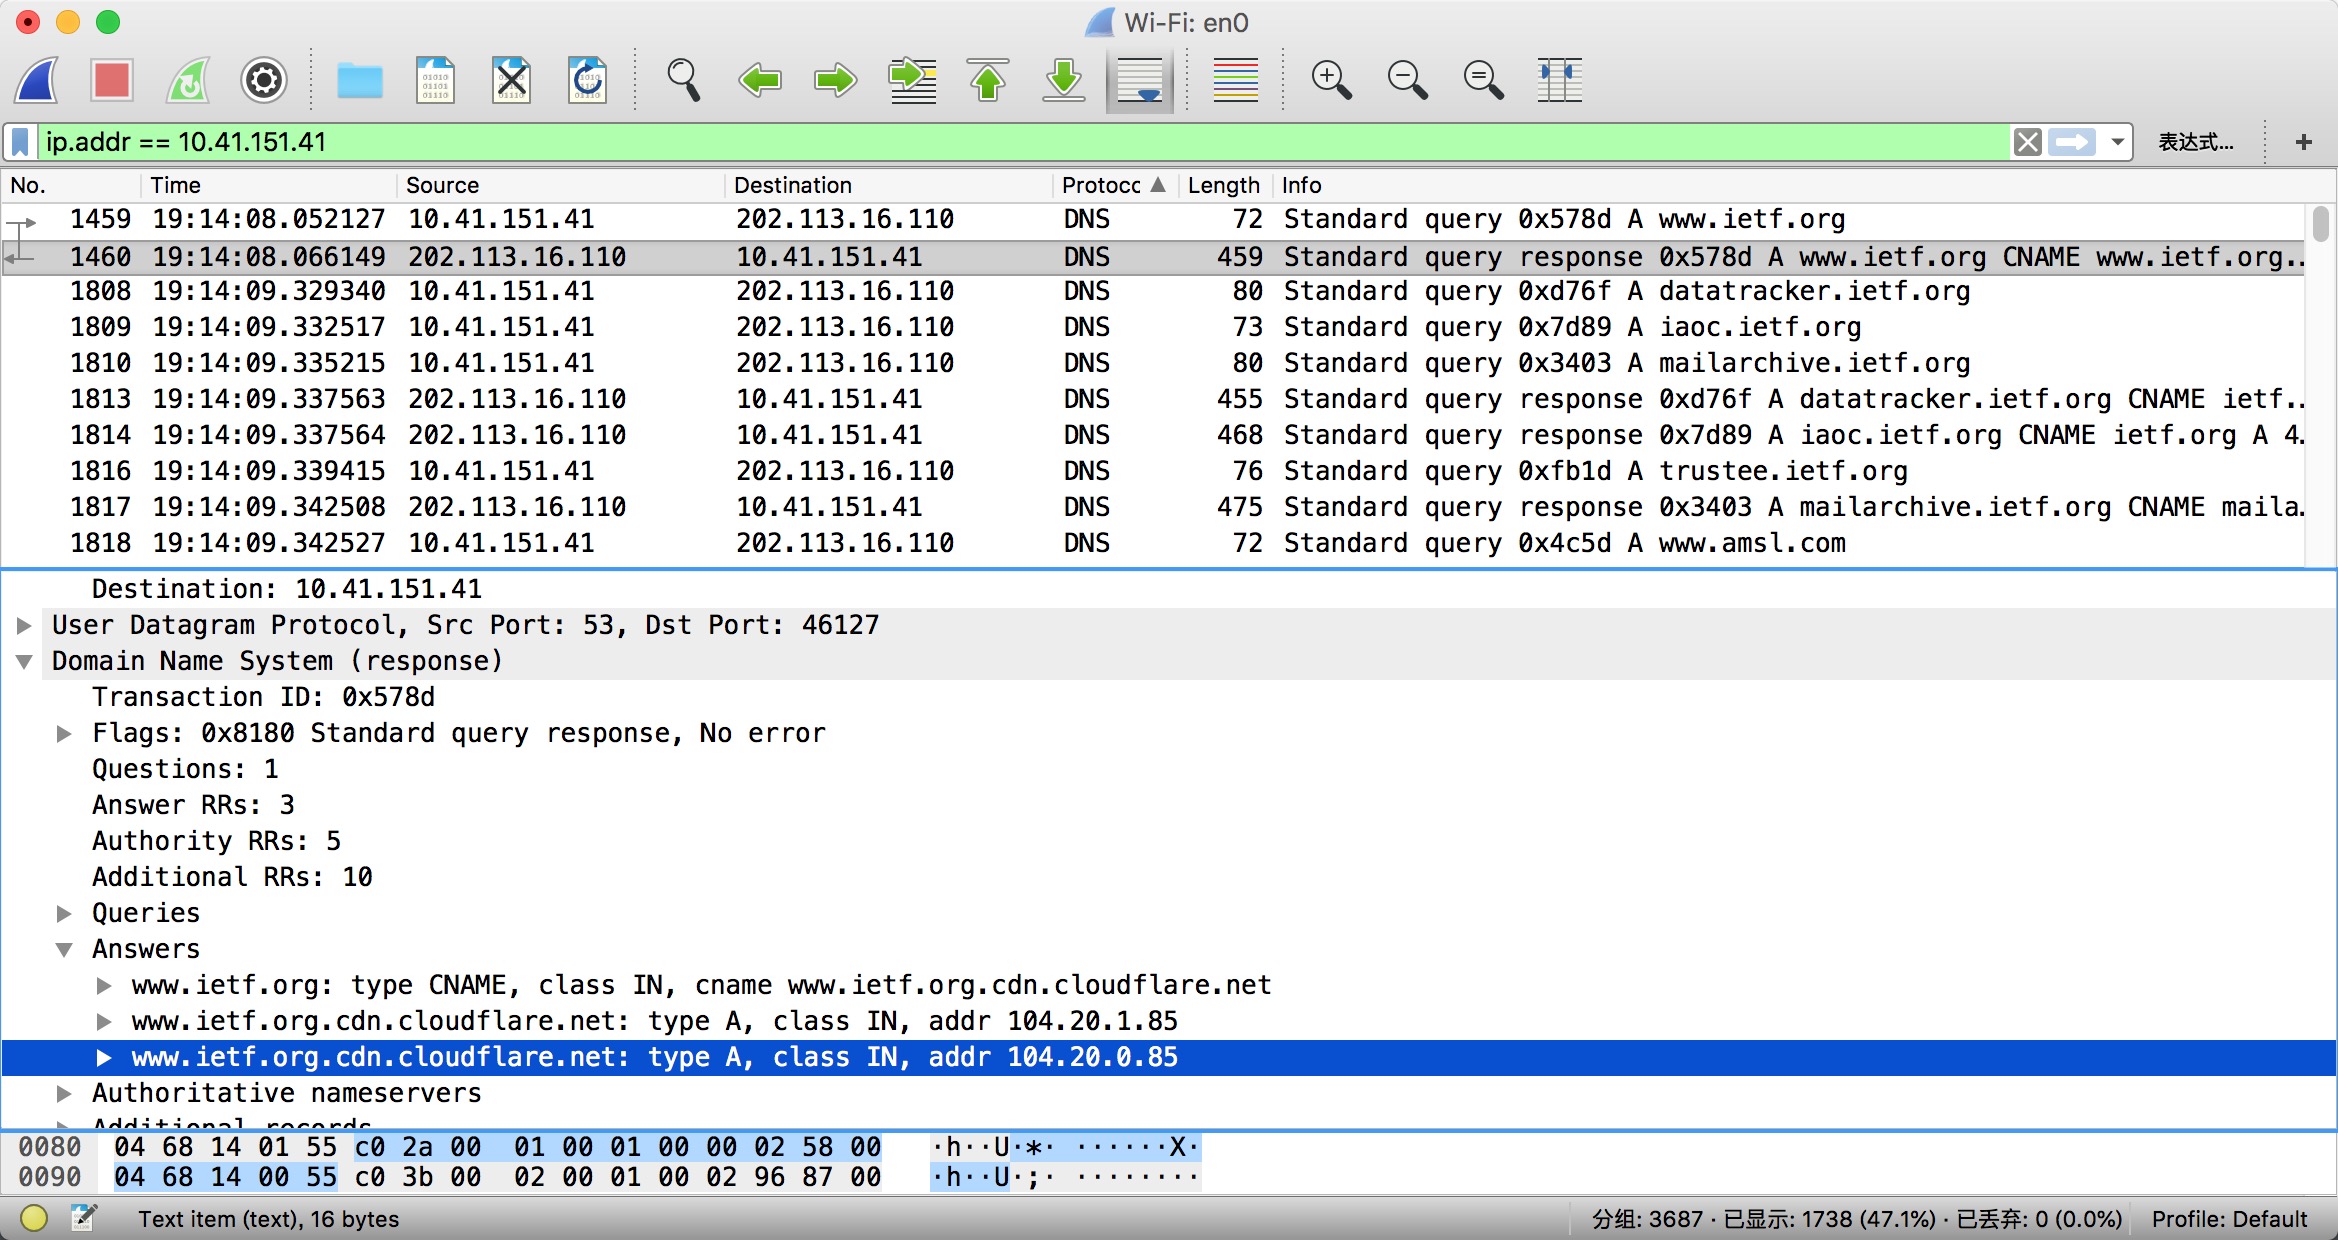 Wi-Fi: en0
ip.addr == 10.41.151.41 表达式… +
No. Time Source Destination Protoc Length Info
1459 19:14:08.052127 10.41.151.41 202.113.16.110 DNS 72 Standard query 0x578d A www.ietf.org
1460 19:14:08.066149 202.113.16.110 10.41.151.41 DNS 459 Standard query response 0x578d A www.ietf.org CNAME www.ietf.org…
1808 19:14:09.329340 10.41.151.41 202.113.16.110 DNS 80 Standard query 0xd76f A datatracker.ietf.org
1809 19:14:09.332517 10.41.151.41 202.113.16.110 DNS 73 Standard query 0x7d89 A iaoc.ietf.org
1810 19:14:09.335215 10.41.151.41 202.113.16.110 DNS 80 Standard query 0x3403 A mailarchive.ietf.org
1813 19:14:09.337563 202.113.16.110 10.41.151.41 DNS 455 Standard query response 0xd76f A datatracker.ietf.org CNAME ietf…
1814 19:14:09.337564 202.113.16.110 10.41.151.41 DNS 468 Standard query response 0x7d89 A iaoc.ietf.org CNAME ietf.org A 4…
1816 19:14:09.339415 10.41.151.41 202.113.16.110 DNS 76 Standard query 0xfb1d A trustee.ietf.org
1817 19:14:09.342508 202.113.16.110 10.41.151.41 DNS 475 Standard query response 0x3403 A mailarchive.ietf.org CNAME maila…
1818 19:14:09.342527 10.41.151.41 202.113.16.110 DNS 72 Standard query 0x4c5d A www.amsl.com
Destination: 10.41.151.41
User Datagram Protocol, Src Port: 53, Dst Port: 46127
Domain Name System (response)
Transaction ID: 0x578d
Flags: 0x8180 Standard query response, No error
Questions: 1
Answer RRs: 3
Authority RRs: 5
Additional RRs: 10
Queries
Answers
www.ietf.org: type CNAME, class IN, cname www.ietf.org.cdn.cloudflare.net
www.ietf.org.cdn.cloudflare.net: type A, class IN, addr 104.20.1.85
www.ietf.org.cdn.cloudflare.net: type A, class IN, addr 104.20.0.85
Authoritative nameservers
Additional records
0080 04 68 14 01 55 c0 2a 00 01 00 01 00 00 02 58 00 ·h··U·*· ······X·
0090 04 68 14 00 55 c0 3b 00 02 00 01 00 02 96 87 00 ·h··U·;· ········
Text item (text), 16 bytes 分组: 3687 · 已显示: 1738 (47.1%) · 已丢弃: 0 (0.0%) Profile: Default